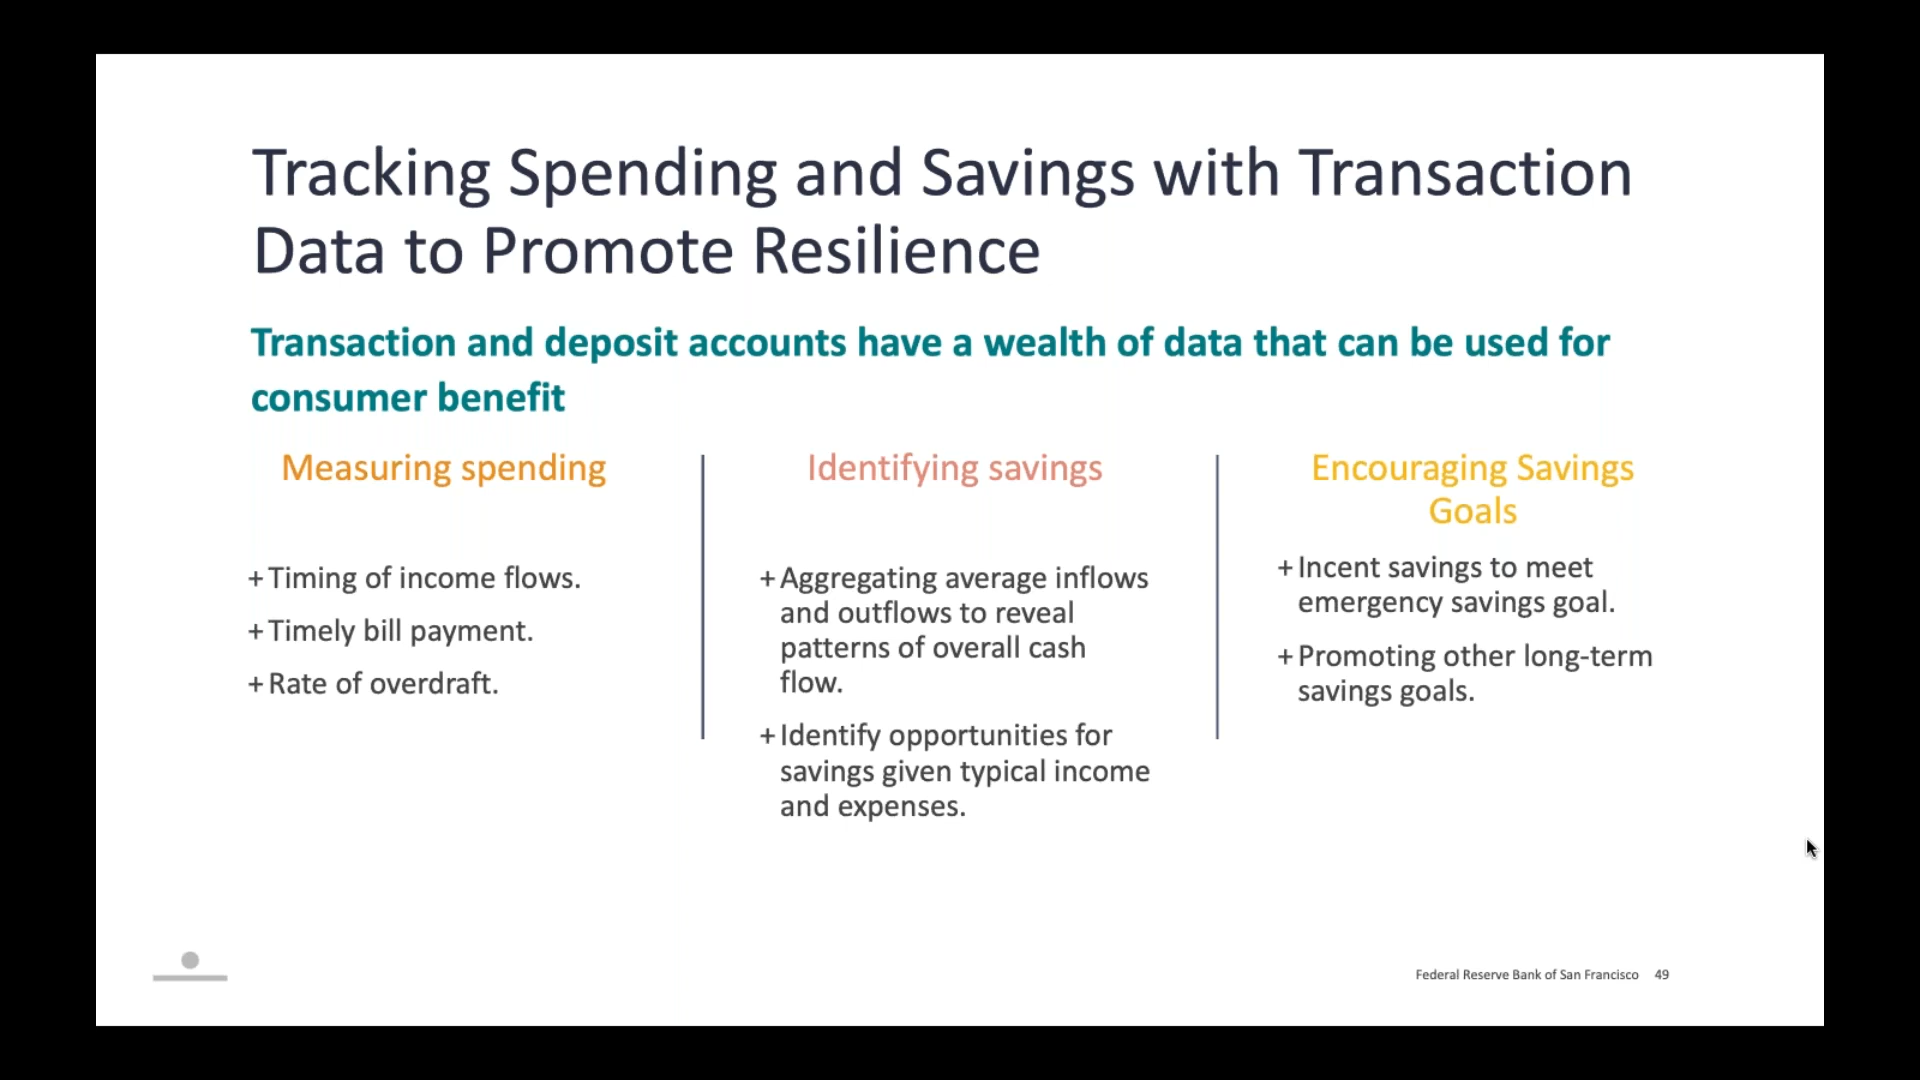 Tracking Spending and Savings with Transaction
Data to Promote Resilience
Transaction and deposit accounts have a wealth of data that can be used for
consumer benefit
Measuring spending
+ Timing of income flows.
+ Timely bill payment.
+ Rate of overdraft.
Identifying savings
+ Aggregating average inflows
and outflows to reveal
patterns of overall cash
flow.
+ Identify opportunities for
savings given typical income
and expenses.
Encouraging Savings
Goals
+ Incent savings to meet
emergency savings goal.
+ Promoting other long-term
savings goals.
Federal Reserve Bank of San Francisco 49